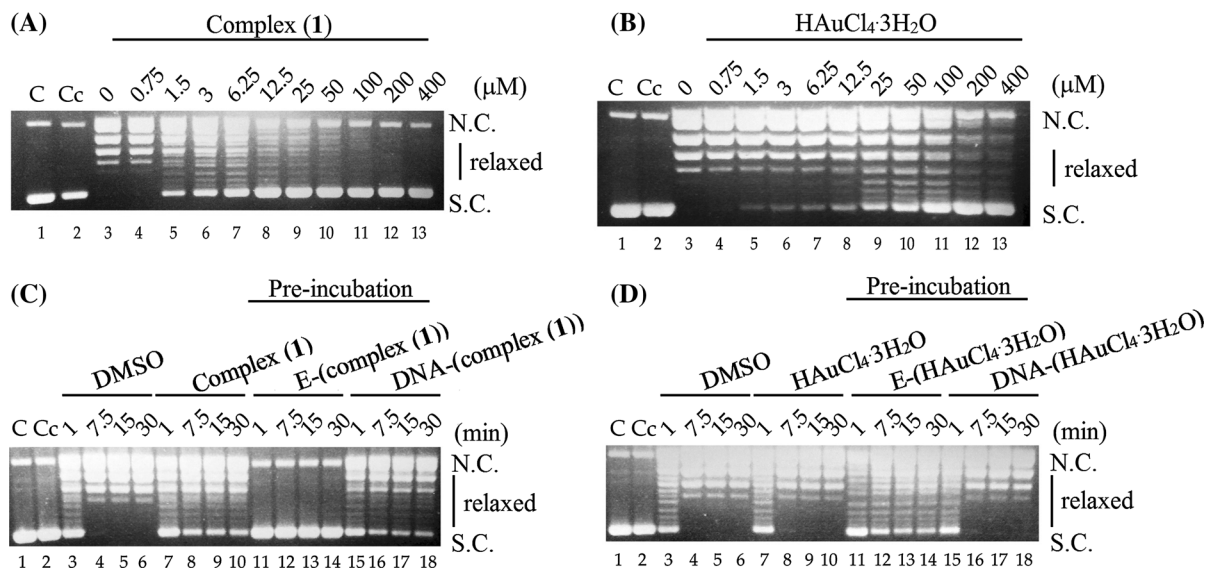 (A) Complex (1)
C Cc 0 0.75 1.5 3 6.25 12.5 25 50 100 200 400 (µM)
N.C.
relaxed
S.C.
1 2 3 4 5 6 7 8 9 10 11 12 13
(B) HAuCl₄·3H₂O
C Cc 0 0.75 1.5 3 6.25 12.5 25 50 100 200 400 (µM)
N.C.
relaxed
S.C.
1 2 3 4 5 6 7 8 9 10 11 12 13
(C) Pre-incubation
DMSO Complex (1) E-(complex (1)) DNA-(complex (1))
C Cc 1 7.5 15 30 1 7.5 15 30 1 7.5 15 30 1 7.5 15 30 (min)
N.C.
relaxed
S.C.
1 2 3 4 5 6 7 8 9 10 11 12 13 14 15 16 17 18
(D) Pre-incubation
DMSO HAuCl₄·3H₂O E-(HAuCl₄·3H₂O) DNA-(HAuCl₄·3H₂O)
C Cc 1 7.5 15 30 1 7.5 15 30 1 7.5 15 30 1 7.5 15 30 (min)
N.C.
relaxed
S.C.
1 2 3 4 5 6 7 8 9 10 11 12 13 14 15 16 17 18